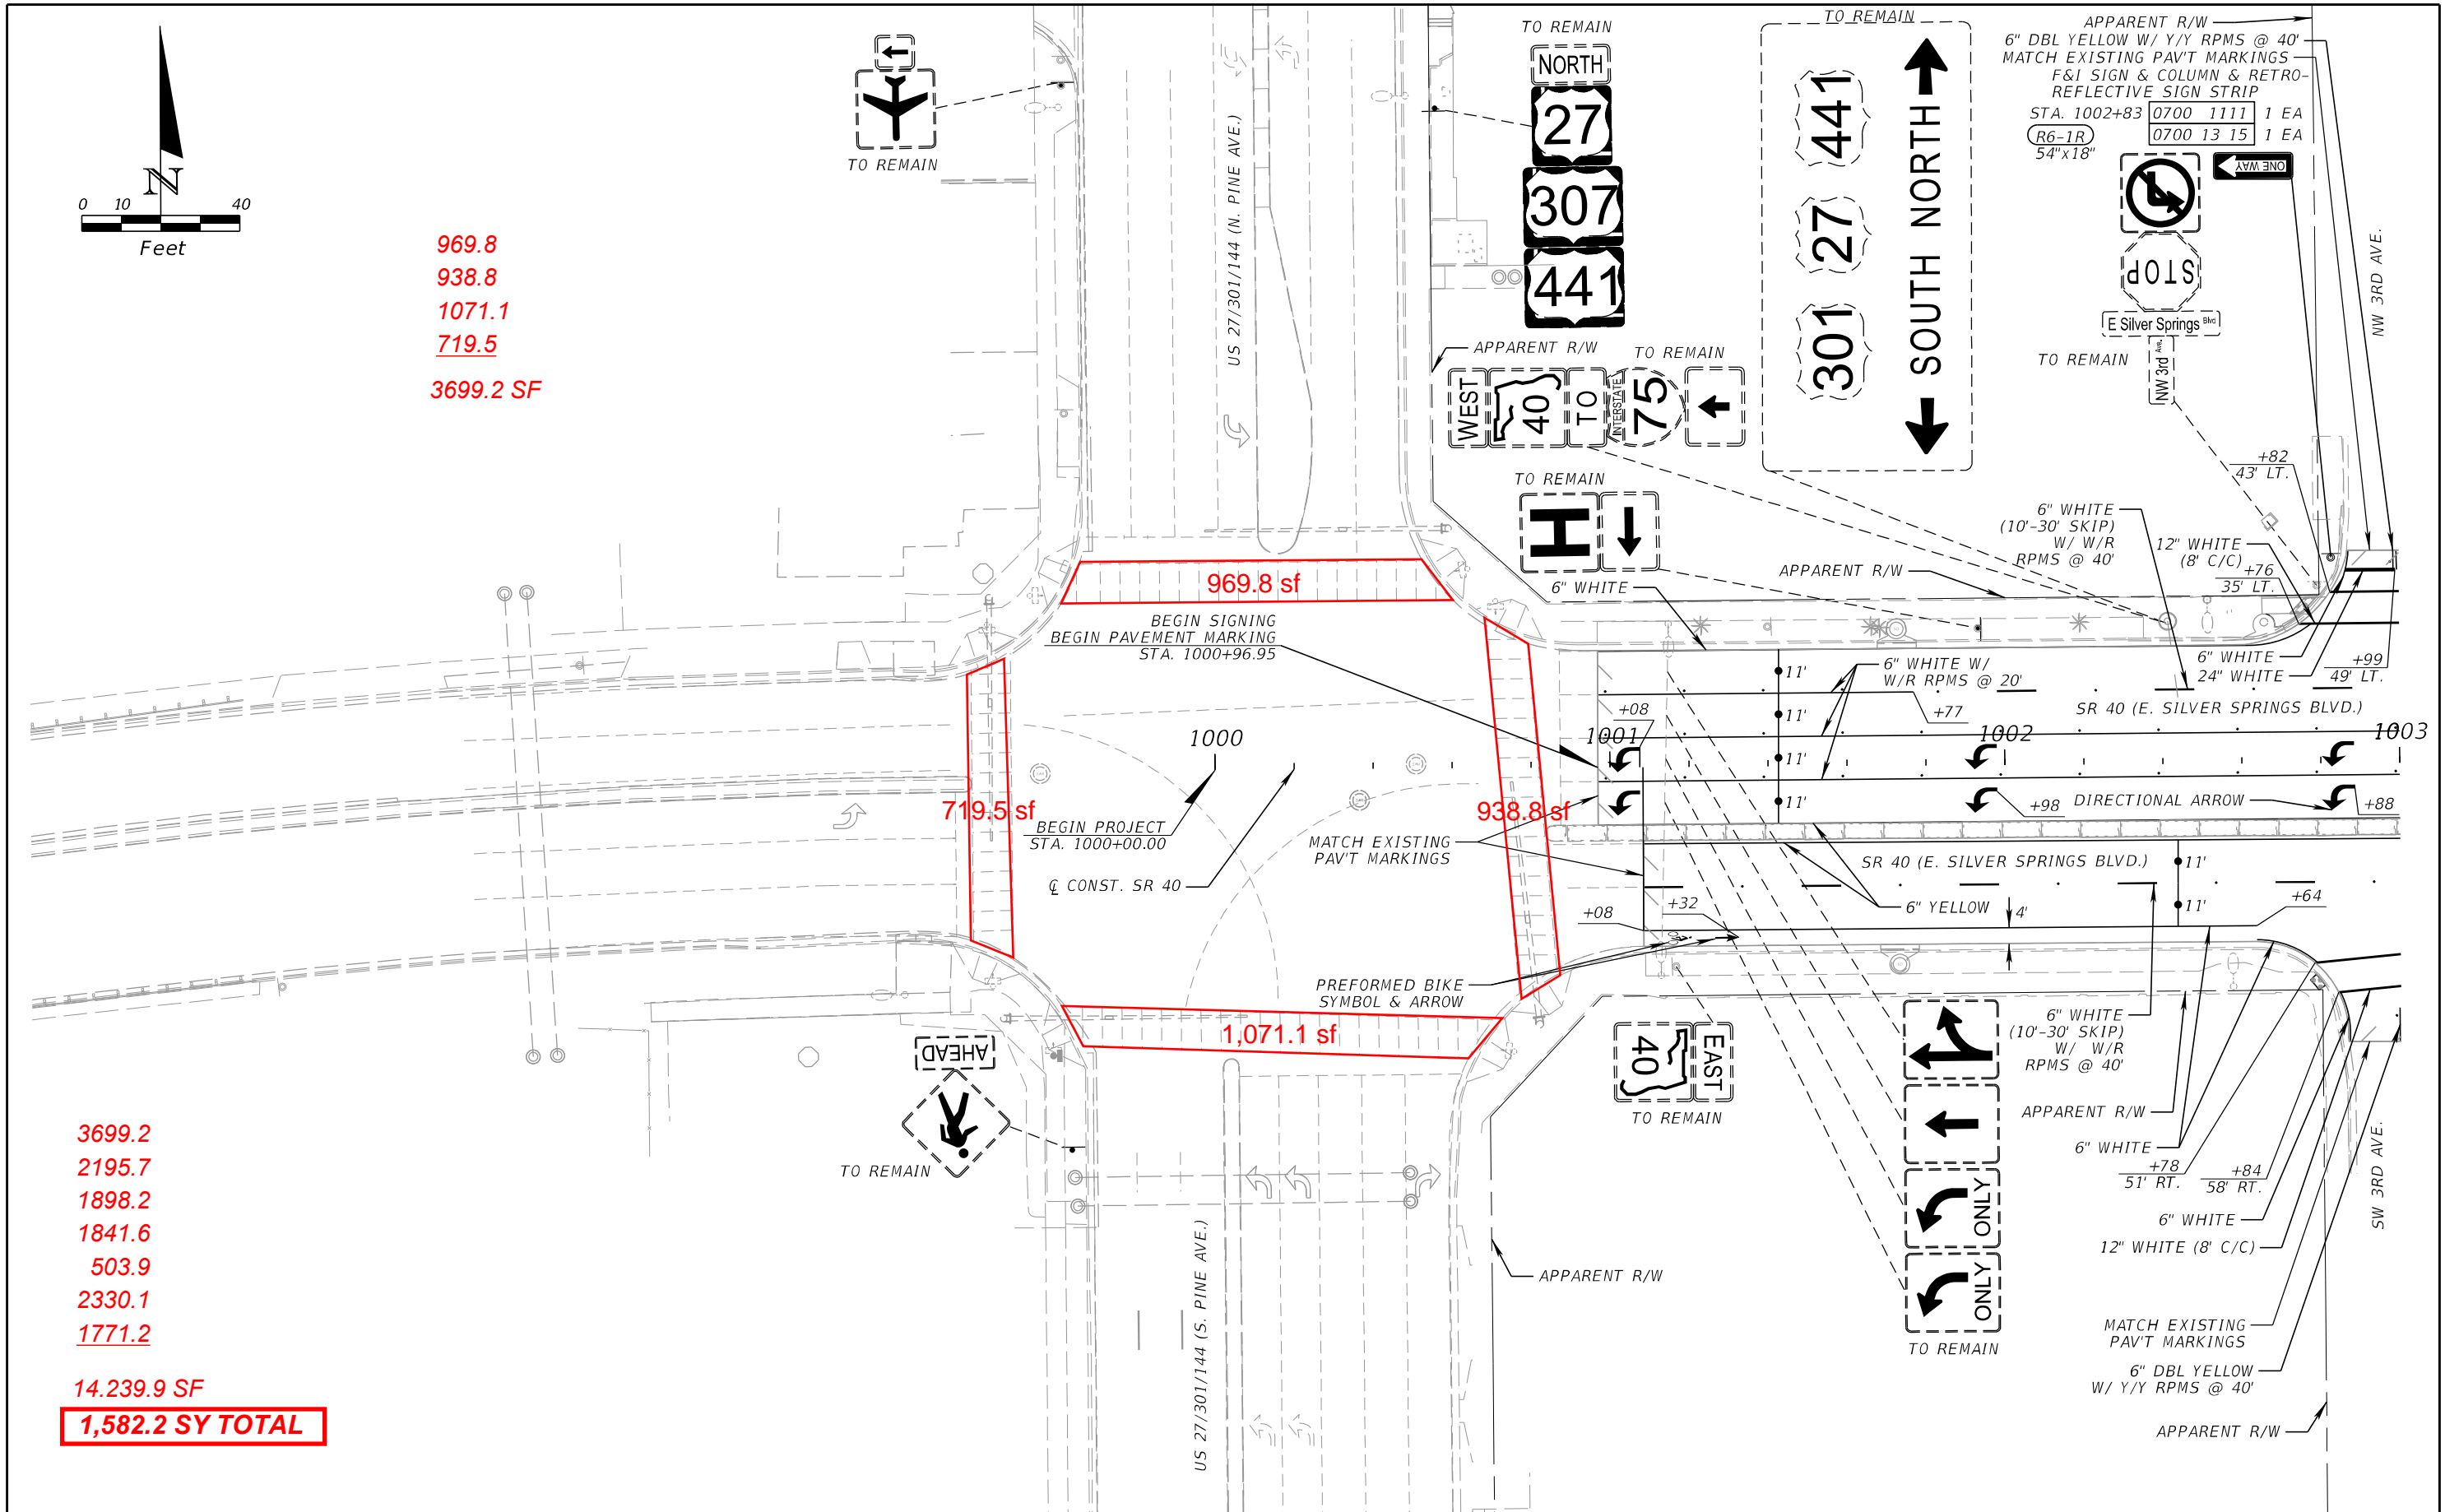 N
0 10 40
Feet
969.8
938.8
1071.1
719.5
3699.2 SF
TO REMAIN
US 27/301/144 (N. PINE AVE.)
TO REMAIN
NORTH
27
307
441
APPARENT R/W
TO REMAIN
WEST
40
TO
INTERSTATE
75
TO REMAIN
H
TO REMAIN
441
27
301
NORTH
SOUTH
APPARENT R/W
6" DBL YELLOW W/ Y/Y RPMS @ 40'
MATCH EXISTING PAV'T MARKINGS
F&I SIGN & COLUMN & RETRO-
REFLECTIVE SIGN STRIP
STA. 1002+83 0700 1111 1 EA
R6-1R 0700 13 15 1 EA
54"x18"
ONE WAY
STOP
E Silver Springs Blvd
TO REMAIN
NW 3rd Ave.
NW 3RD AVE.
+82
43' LT.
6" WHITE
(10'-30' SKIP)
W/ W/R
RPMS @ 40'
12" WHITE
(8' C/C)
+76
35' LT.
APPARENT R/W
6" WHITE
969.8 sf
BEGIN SIGNING
BEGIN PAVEMENT MARKING
STA. 1000+96.95
6" WHITE
24" WHITE
+99
49' LT.
6" WHITE W/
W/R RPMS @ 20'
11'
11'
11'
11'
+08
+77
SR 40 (E. SILVER SPRINGS BLVD.)
1000
1001
1002
1003
719.5 sf
938.8 sf
BEGIN PROJECT
STA. 1000+00.00
+98
DIRECTIONAL ARROW
+88
MATCH EXISTING
PAV'T MARKINGS
℄ CONST. SR 40
SR 40 (E. SILVER SPRINGS BLVD.)
11'
11'
6" YELLOW
4'
+08
+32
+64
PREFORMED BIKE
SYMBOL & ARROW
1,071.1 sf
AHEAD
TO REMAIN
40
EAST
TO REMAIN
6" WHITE
(10'-30' SKIP)
W/ W/R
RPMS @ 40'
APPARENT R/W
6" WHITE
+78
51' RT.
+84
58' RT.
6" WHITE
12" WHITE (8' C/C)
SW 3RD AVE.
ONLY
ONLY
TO REMAIN
MATCH EXISTING
PAV'T MARKINGS
6" DBL YELLOW
W/ Y/Y RPMS @ 40'
APPARENT R/W
APPARENT R/W
US 27/301/144 (S. PINE AVE.)
3699.2
2195.7
1898.2
1841.6
503.9
2330.1
1771.2
14.239.9 SF
1,582.2 SY TOTAL